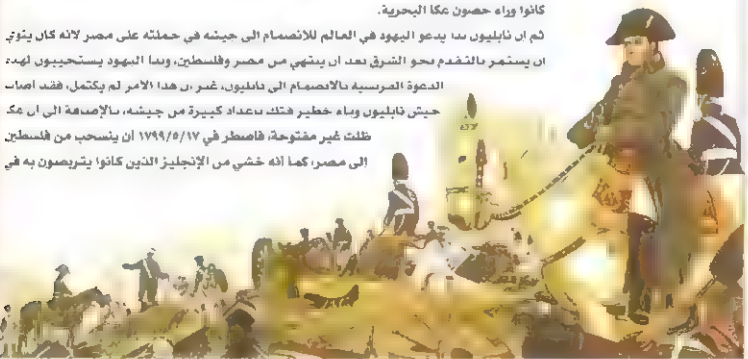 كانوا وراء حصون عكا البحرية.
ثم ان نابليون بدا يدعو اليهود في العالم للانضمام الى جيشه في حملته على مصر لانه كان ينوي
ان يستمر بالتقدم نحو الشرق بعد ان ينتهي من مصر وفلسطين، وبدأ اليهود يستجيبون لهذه
الدعوة الفرنسية بالانضمام الى نابليون، غير ان هذا الامر لم يكتمل، فقد أصاب
جيش نابليون وباء خطير فتك باعداد كبيرة من جيشه، بالإضافة الى ان عكا
ظلت غير مفتوحة، فاضطر في ١٧٩٩/٥/١٧ أن ينسحب من فلسطين
إلى مصر، كما أنه خشي من الإنجليز الذين كانوا يتربصون به في